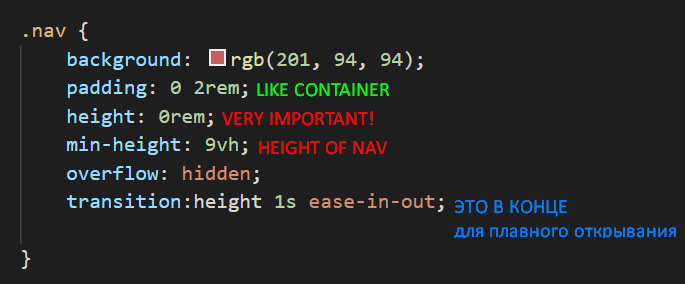 .nav {
background: rgb(201, 94, 94);
padding: 0 2rem; LIKE CONTAINER
height: 0rem; VERY IMPORTANT!
min-height: 9vh; HEIGHT OF NAV
overflow: hidden;
transition:height 1s ease-in-out; ЭТО В КОНЦЕ
для плавного открывания
}